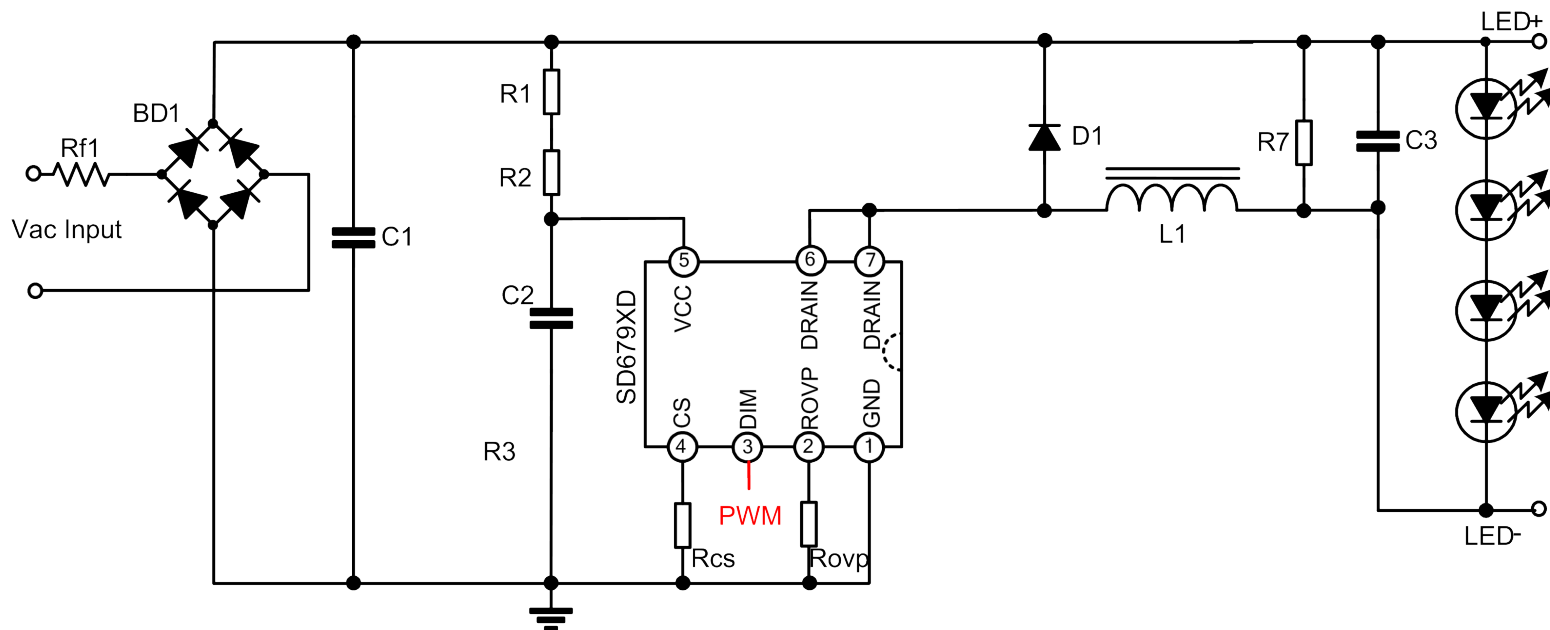 LED+
BD1
R1
Rf1
D1
R7
C3
R2
Vac Input
C1
L1
5
6
7
C2
VCC
DRAIN
DRAIN
SD679XD
CS
DIM
ROVP
GND
R3
4
3
2
1
PWM
LED-
Rcs
Rovp